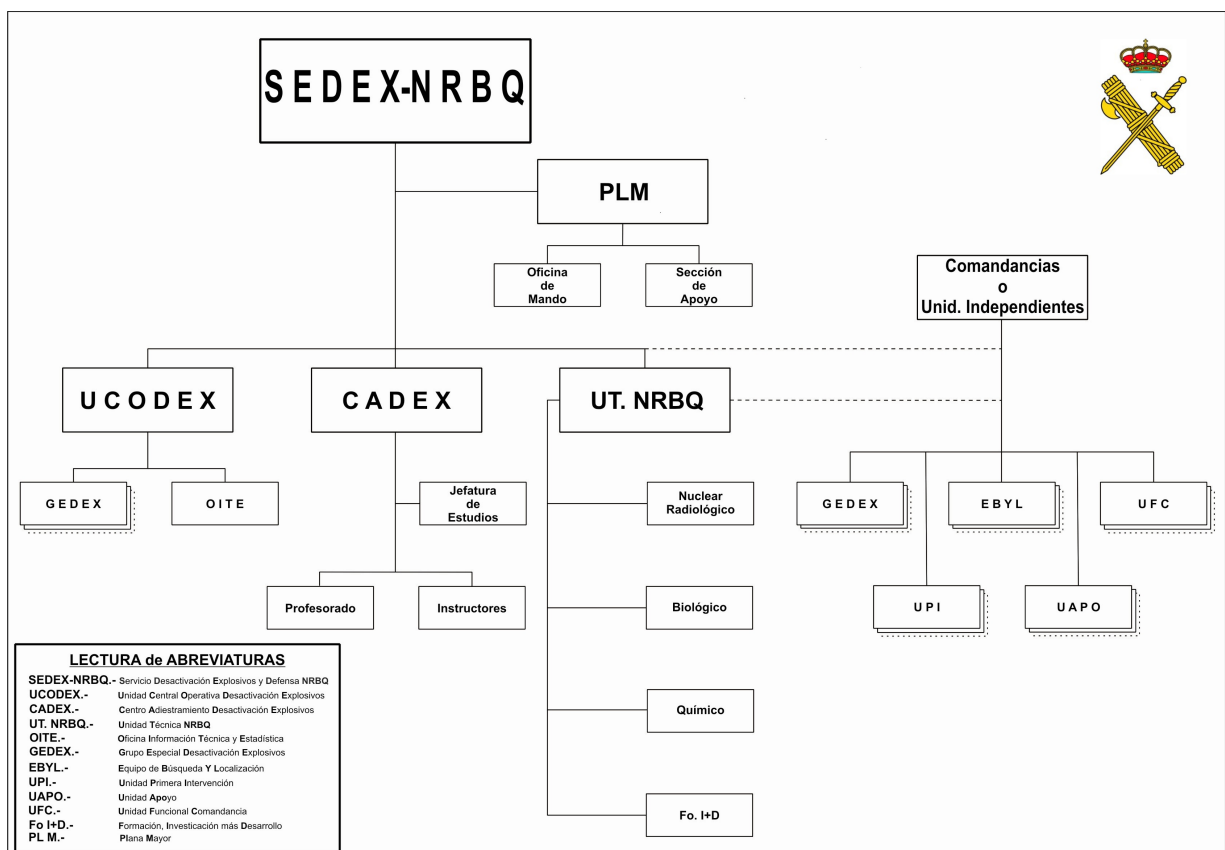 SEDEX-NRBQ
PLM
Oficina
de
Mando
Sección
de
Apoyo
Comandancias
o
Unid. Independientes
UCODEX
CADEX
UT. NRBQ
GEDEX
OITE
Jefatura
de
Estudios
Nuclear
Radiológico
GEDEX
EBYL
UFC
Profesorado
Instructores
Biológico
UPI
UAPO
Químico
Fo. I+D
LECTURA de ABREVIATURAS
SEDEX-NRBQ.- Servicio Desactivación Explosivos y Defensa NRBQ
UCODEX.- Unidad Central Operativa Desactivación Explosivos
CADEX.- Centro Adiestramiento Desactivación Explosivos
UT. NRBQ.- Unidad Técnica NRBQ
OITE.- Oficina Información Técnica y Estadística
GEDEX.- Grupo Especial Desactivación Explosivos
EBYL.- Equipo de Búsqueda Y Localización
UPI.- Unidad Primera Intervención
UAPO.- Unidad Apoyo
UFC.- Unidad Funcional Comandancia
Fo I+D.- Formación, Investicación más Desarrollo
PL M.- Plana Mayor